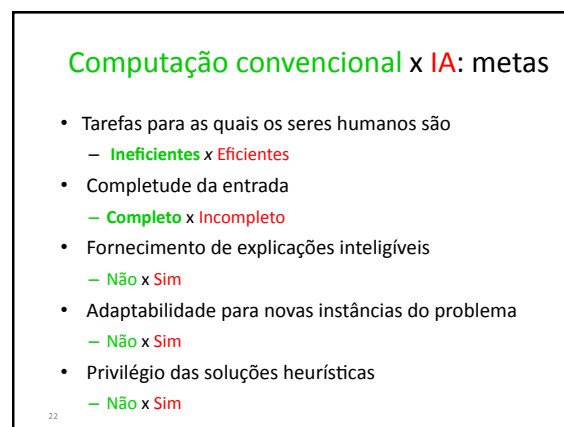 Computação convencional x IA: metas
• Tarefas para as quais os seres humanos são
– Ineficientes x Eficientes
• Completude da entrada
– Completo x Incompleto
• Fornecimento de explicações inteligíveis
– Não x Sim
• Adaptabilidade para novas instâncias do problema
– Não x Sim
• Privilégio das soluções heurísticas
– Não x Sim
22